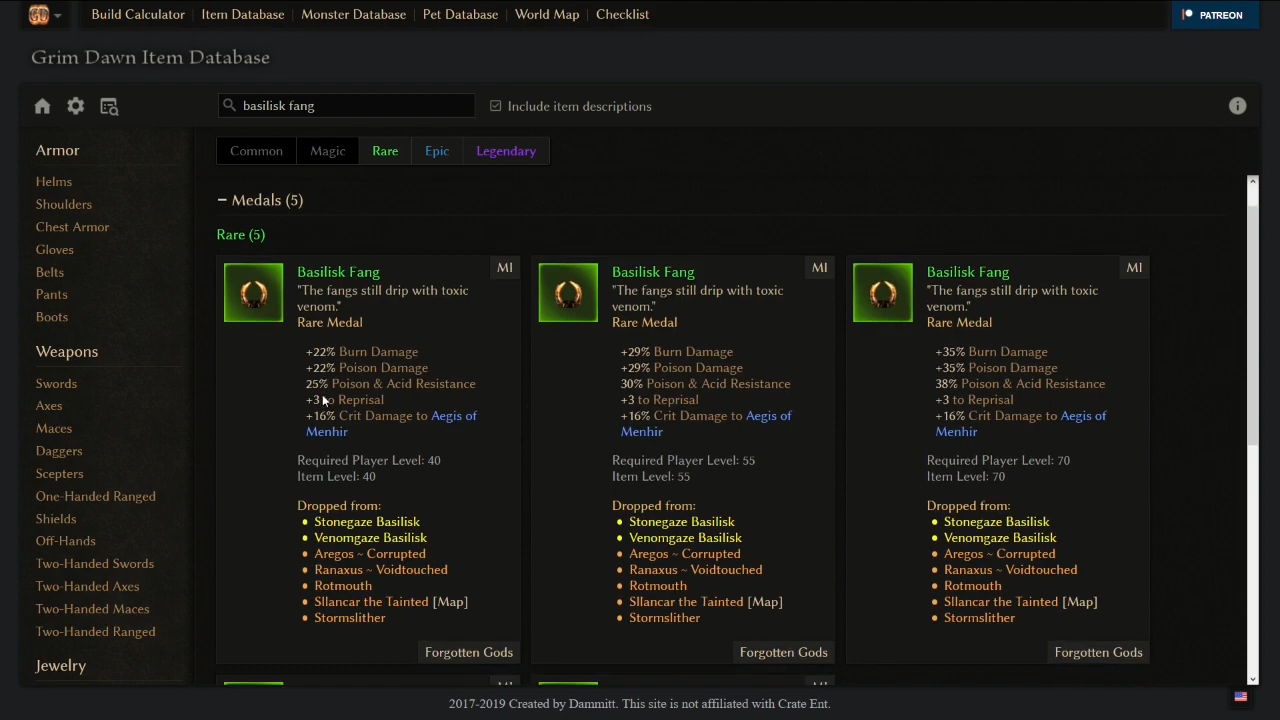 Build Calculator Item Database Monster Database Pet Database World Map Checklist
PATREON
Grim Dawn Item Database
basilisk fang
Include item descriptions
Armor
Helms
Shoulders
Chest Armor
Gloves
Belts
Pants
Boots
Weapons
Swords
Axes
Maces
Daggers
Scepters
One-Handed Ranged
Shields
Off-Hands
Two-Handed Swords
Two-Handed Axes
Two-Handed Maces
Two-Handed Ranged
Jewelry
Common Magic Rare Epic Legendary
− Medals (5)
Rare (5)
Basilisk Fang
MI
"The fangs still drip with toxic
venom."
Rare Medal
+22% Burn Damage
+22% Poison Damage
25% Poison & Acid Resistance
+3 to Reprisal
+16% Crit Damage to Aegis of
Menhir
Required Player Level: 40
Item Level: 40
Dropped from:
• Stonegaze Basilisk
• Venomgaze Basilisk
• Aregos ~ Corrupted
• Ranaxus ~ Voidtouched
• Rotmouth
• Sllancar the Tainted [Map]
• Stormslither
Forgotten Gods
Basilisk Fang
MI
"The fangs still drip with toxic
venom."
Rare Medal
+29% Burn Damage
+29% Poison Damage
30% Poison & Acid Resistance
+3 to Reprisal
+16% Crit Damage to Aegis of
Menhir
Required Player Level: 55
Item Level: 55
Dropped from:
• Stonegaze Basilisk
• Venomgaze Basilisk
• Aregos ~ Corrupted
• Ranaxus ~ Voidtouched
• Rotmouth
• Sllancar the Tainted [Map]
• Stormslither
Forgotten Gods
Basilisk Fang
MI
"The fangs still drip with toxic
venom."
Rare Medal
+35% Burn Damage
+35% Poison Damage
38% Poison & Acid Resistance
+3 to Reprisal
+16% Crit Damage to Aegis of
Menhir
Required Player Level: 70
Item Level: 70
Dropped from:
• Stonegaze Basilisk
• Venomgaze Basilisk
• Aregos ~ Corrupted
• Ranaxus ~ Voidtouched
• Rotmouth
• Sllancar the Tainted [Map]
• Stormslither
Forgotten Gods
MI
MI
2017-2019 Created by Dammitt. This site is not affiliated with Crate Ent.